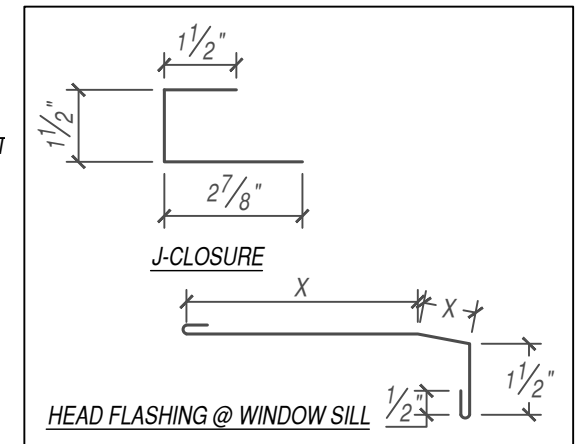 1 1/2"
1 1/2"
2 7/8"
J-CLOSURE
X
X
1 1/2"
1/2"
HEAD FLASHING @ WINDOW SILL